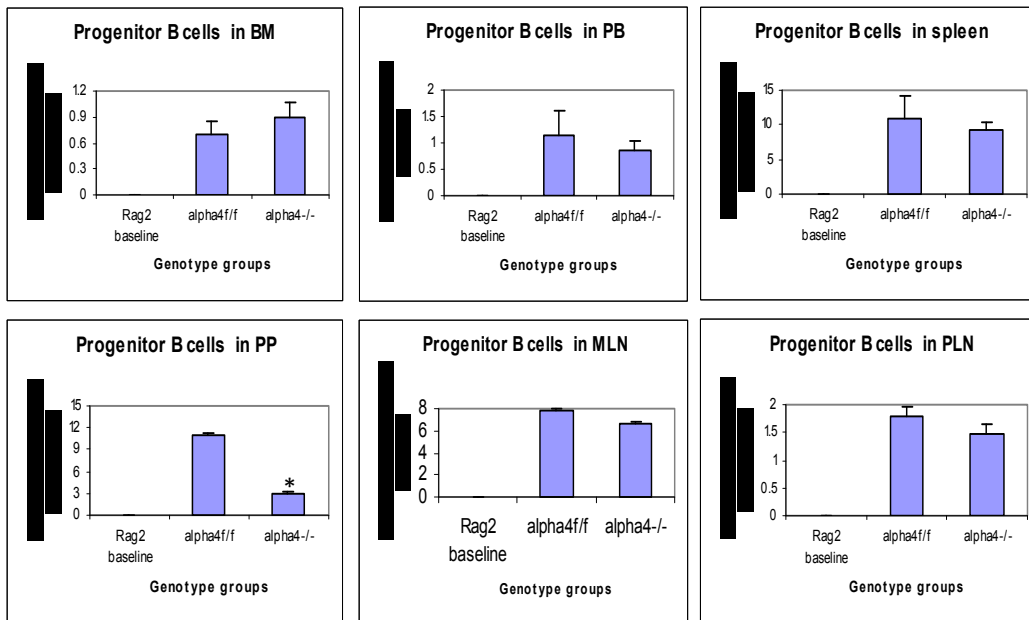 Progenitor B cells in BM
1.2
0.9
0.6
0.3
0
Rag2 baseline
alpha4f/f
alpha4-/-
Genotype groups
Progenitor B cells in PB
2
1.5
1
0.5
0
Rag2 baseline
alpha4f/f
alpha4-/-
Genotype groups
Progenitor B cells in spleen
15
10
5
0
Rag2 baseline
alpha4f/f
alpha4-/-
Genotype groups
Progenitor B cells in PP
15
12
9
6
3
0
*
Rag2 baseline
alpha4f/f
alpha4-/-
Genotype groups
Progenitor B cells in MLN
8
6
4
2
0
Rag2 baseline
alpha4f/f
alpha4-/-
Genotype groups
Progenitor B cells in PLN
2
1.5
1
0.5
0
Rag2 baseline
alpha4f/f
alpha4-/-
Genotype groups